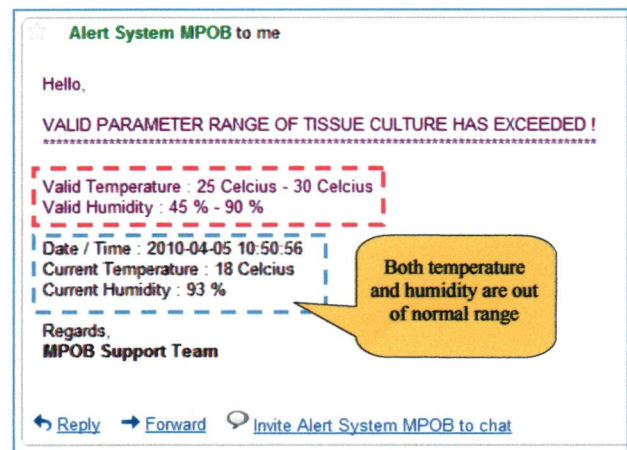 Alert System MPOB to me
Hello,
VALID PARAMETER RANGE OF TISSUE CULTURE HAS EXCEEDED !
Valid Temperature : 25 Celcius - 30 Celcius
Valid Humidity : 45 % - 90 %
Date / Time : 2010-04-05 10:50:56
Current Temperature : 18 Celcius
Current Humidity : 93 %
Both temperature
and humidity are out
of normal range
Regards,
MPOB Support Team
Reply Forward Invite Alert System MPOB to chat